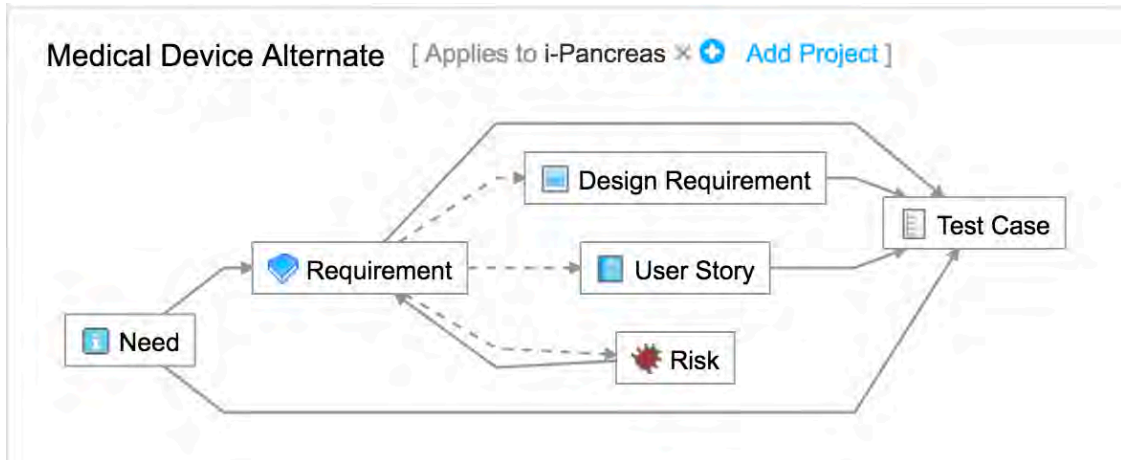 Medical Device Alternate [ Applies to i-Pancreas × Add Project ]
Design Requirement
Test Case
Requirement
User Story
Need
Risk